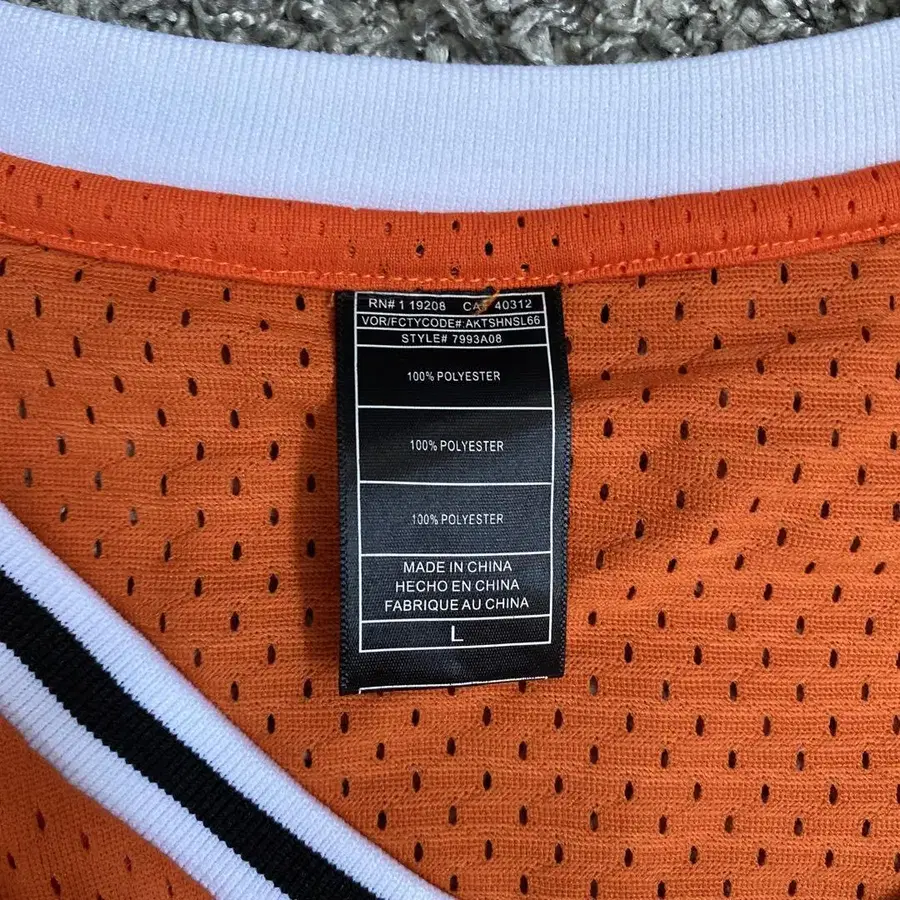 RN# 1 19208 CA# 40312
VOR/FCTYCODE#:AKTSHNSL66
STYLE# 7993A08
100% POLYESTER
100% POLYESTER
100% POLYESTER
MADE IN CHINA
HECHO EN CHINA
FABRIQUE AU CHINA
L